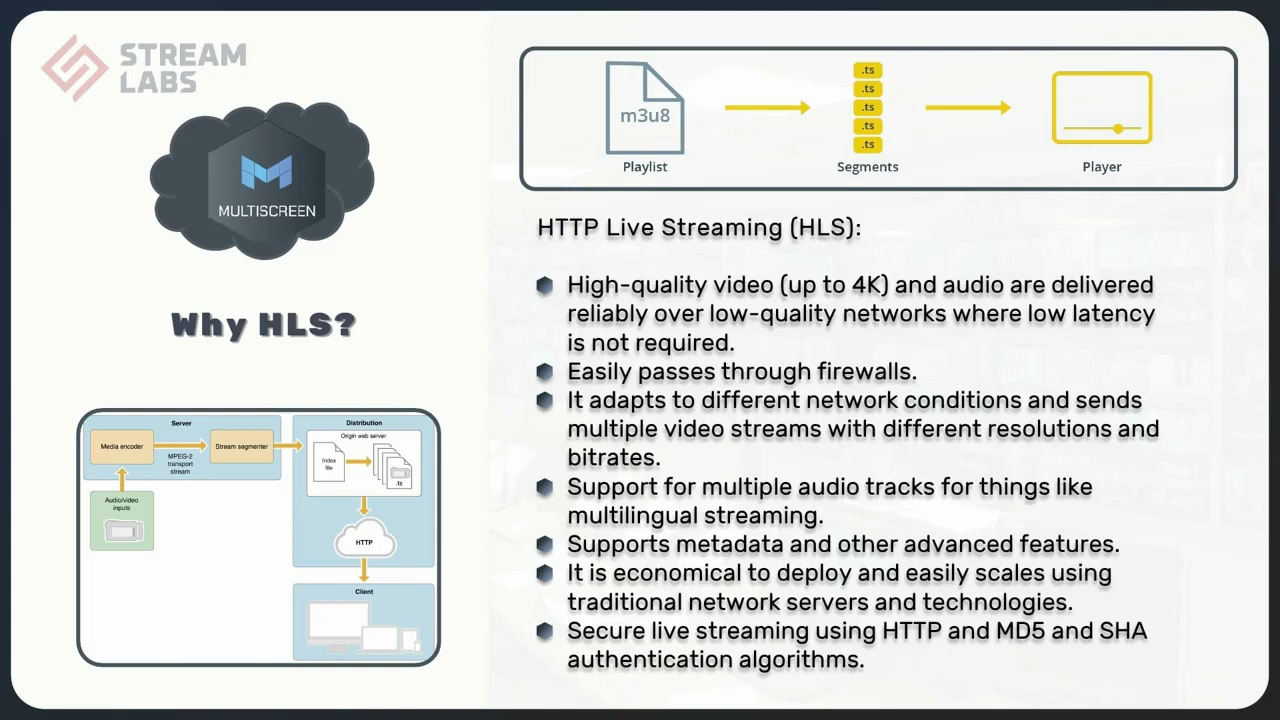 STREAM
LABS
MULTISCREEN
Why HLS?
Server
Media encoder
MPEG-2
transport
stream
Stream segmenter
Audio/video
inputs
Distribution
Origin web server
Index
file
.ts
HTTP
Client
m3u8
Playlist
.ts
.ts
.ts
.ts
.ts
Segments
Player
HTTP Live Streaming (HLS):
High-quality video (up to 4K) and audio are delivered
reliably over low-quality networks where low latency
is not required.
Easily passes through firewalls.
It adapts to different network conditions and sends
multiple video streams with different resolutions and
bitrates.
Support for multiple audio tracks for things like
multilingual streaming.
Supports metadata and other advanced features.
It is economical to deploy and easily scales using
traditional network servers and technologies.
Secure live streaming using HTTP and MD5 and SHA
authentication algorithms.